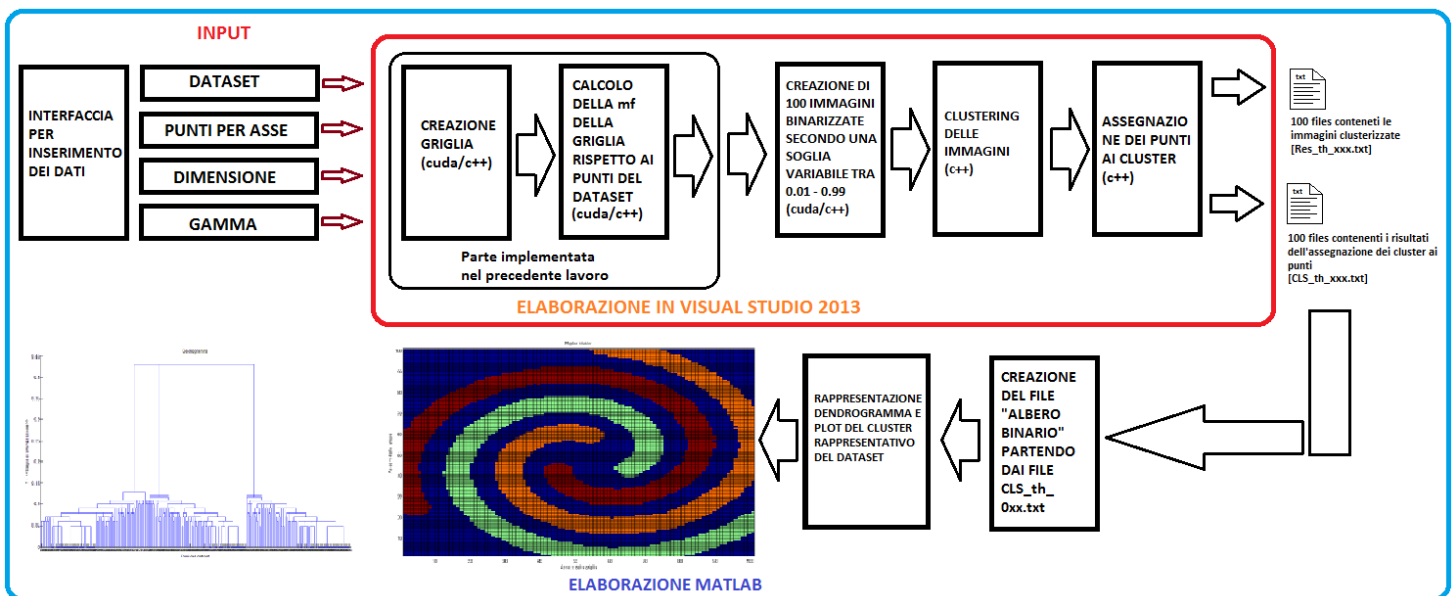 INPUT
INTERFACCIA
PER
INSERIMENTO
DEI DATI
DATASET
PUNTI PER ASSE
DIMENSIONE
GAMMA
CREAZIONE
GRIGLIA
(cuda/c++)
CALCOLO
DELLA mf
DELLA
GRIGLIA
RISPETTO AI
PUNTI DEL
DATASET
(cuda/c++)
Parte implementata
nel precedente lavoro
CREAZIONE DI
100 IMMAGINI
BINARIZZATE
SECONDO UNA
SOGLIA
VARIABILE TRA
0.01 - 0.99
(cuda/c++)
CLUSTERING
DELLE
IMMAGINI
(c++)
ASSEGNAZIO
NE DEI PUNTI
AI CLUSTER
(c++)
ELABORAZIONE IN VISUAL STUDIO 2013
txt
100 files conteneti le
immagini clusterizzate
[Res_th_xxx.txt]
txt
100 files contenenti i risultati
dell'assegnazione dei cluster ai
punti
[CLS_th_xxx.txt]
CREAZIONE
DEL FILE
"ALBERO
BINARIO"
PARTENDO
DAI FILE
CLS_th_
0xx.txt
RAPPRESENTAZIONE
DENDROGRAMMA E
PLOT DEL CLUSTER
RAPPRESENTATIVO
DEL DATASET
ELABORAZIONE MATLAB